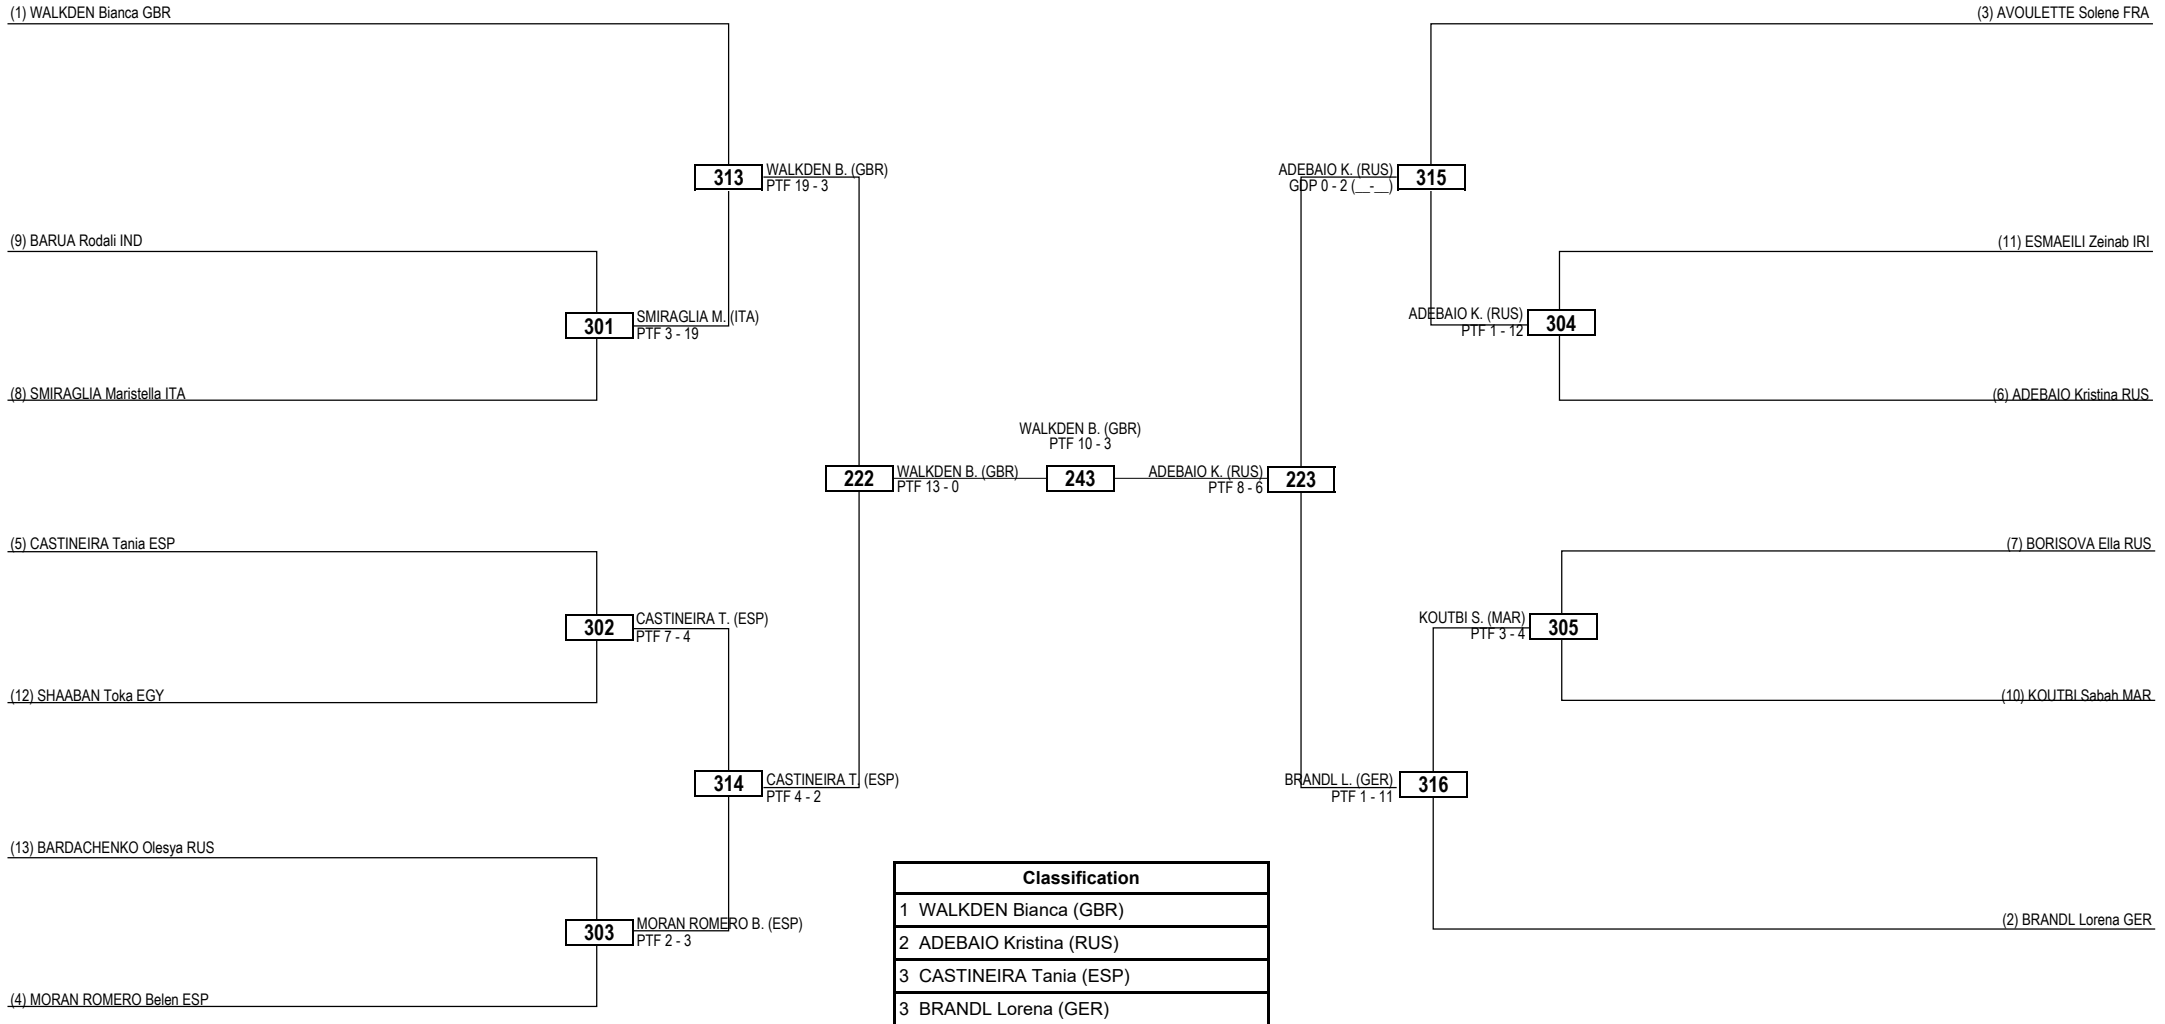 (1) WALKDEN Bianca GBR
(3) AVOULETTE Solene FRA
313
WALKDEN B. (GBR)
PTF 19 - 3
ADEBAIO K. (RUS)
GDP 0 - 2 (__-__)
315
(9) BARUA Rodali IND
(11) ESMAEILI Zeinab IRI
301
SMIRAGLIA M. (ITA)
PTF 3 - 19
ADEBAIO K. (RUS)
PTF 1 - 12
304
(8) SMIRAGLIA Maristella ITA
(6) ADEBAIO Kristina RUS
WALKDEN B. (GBR)
PTF 10 - 3
222
WALKDEN B. (GBR)
PTF 13 - 0
243
ADEBAIO K. (RUS)
PTF 8 - 6
223
(5) CASTINEIRA Tania ESP
(7) BORISOVA Ella RUS
302
CASTINEIRA T. (ESP)
PTF 7 - 4
KOUTBI S. (MAR)
PTF 3 - 4
305
(12) SHAABAN Toka EGY
(10) KOUTBI Sabah MAR
314
CASTINEIRA T. (ESP)
PTF 4 - 2
BRANDL L. (GER)
PTF 1 - 11
316
(13) BARDACHENKO Olesya RUS
303
MORAN ROMERO B. (ESP)
PTF 2 - 3
(2) BRANDL Lorena GER
(4) MORAN ROMERO Belen ESP
Classification
1 WALKDEN Bianca (GBR)
2 ADEBAIO Kristina (RUS)
3 CASTINEIRA Tania (ESP)
3 BRANDL Lorena (GER)